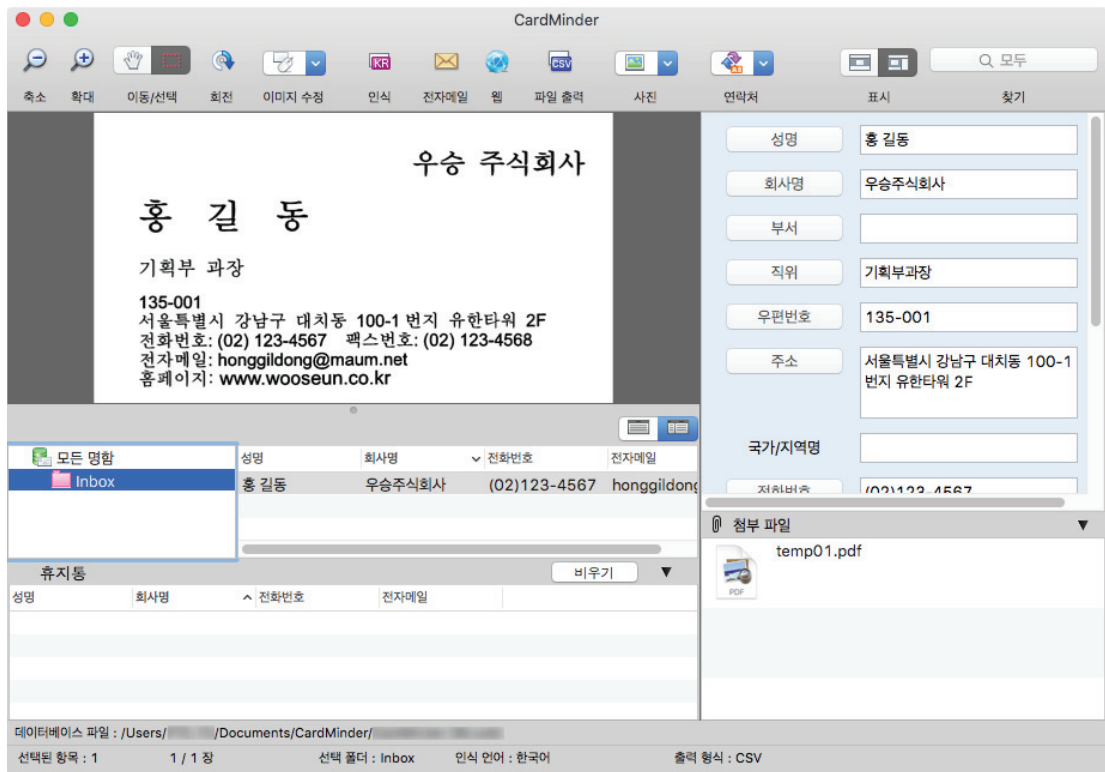 CardMinder
모두
축소 확대 이동/선택 회전 이미지 수정 인식 전자메일 웹 파일 출력 사진 연락처 표시 찾기
KR
CSV
우승 주식회사
홍 길 동
기획부 과장
135-001
서울특별시 강남구 대치동 100-1 번지 유한타워 2F
전화번호: (02) 123-4567 팩스번호: (02) 123-4568
전자메일: honggildong@maum.net
홈페이지: www.wooseun.co.kr
성명 홍 길동
회사명 우승주식회사
부서
직위 기획부과장
우편번호 135-001
주소 서울특별시 강남구 대치동 100-1
번지 유한타워 2F
국가/지역명
전화번호 (02)123-4567
모든 명함
Inbox
성명 회사명 전화번호 전자메일
홍 길동 우승주식회사 (02)123-4567 honggildong
첨부 파일
temp01.pdf
PDF
휴지통 비우기
성명 회사명 전화번호 전자메일
데이터베이스 파일 : /Users/ /Documents/CardMinder/
선택된 항목 : 1 1 / 1 장 선택 폴더 : Inbox 인식 언어 : 한국어 출력 형식 : CSV